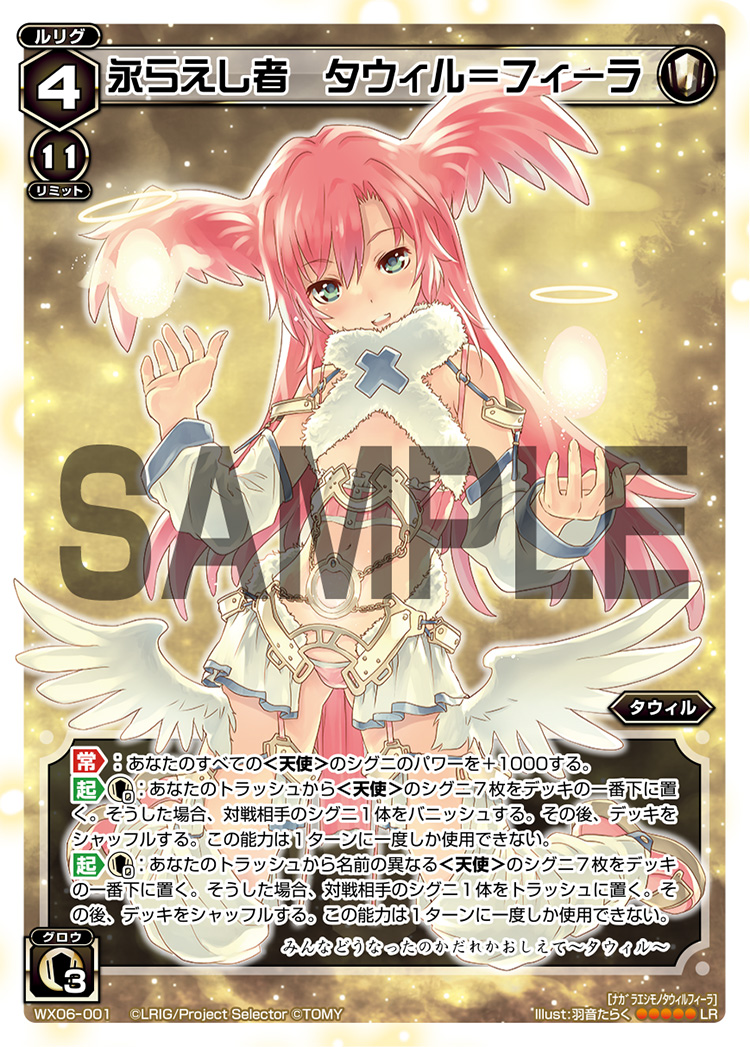 ルリグ
4
永らえし者　タウィル＝フィーラ
11
リミット
SAMPLE
タウィル
常：あなたのすべての＜天使＞のシグニのパワーを＋1000する。
起 0：あなたのトラッシュから＜天使＞のシグニ７枚をデッキの一番下に置
く。そうした場合、対戦相手のシグニ１体をバニッシュする。その後、デッキを
シャッフルする。この能力は１ターンに一度しか使用できない。
起 0：あなたのトラッシュから名前の異なる＜天使＞のシグニ７枚をデッキ
の一番下に置く。そうした場合、対戦相手のシグニ１体をトラッシュに置く。そ
の後、デッキをシャッフルする。この能力は１ターンに一度しか使用できない。
みんなどうなったのかだれかおしえて～タウィル～
グロウ
3
[ナガラエシモノタウィルフィーラ]
WX06-001 ©LRIG/Project Selector ©TOMY Illust:羽音たらく LR